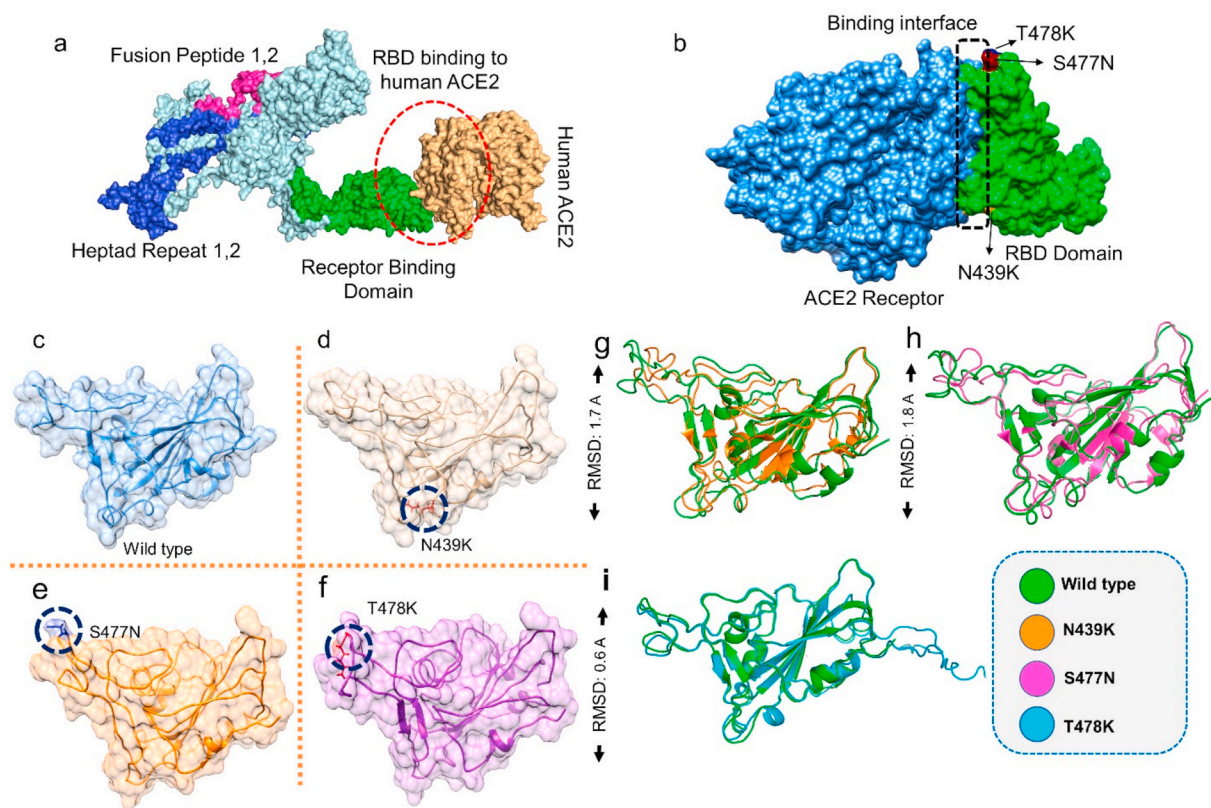 a
Fusion Peptide 1,2
RBD binding to
human ACE2
Human ACE2
Heptad Repeat 1,2
Receptor Binding
Domain
b
Binding interface
T478K
S477N
N439K
RBD Domain
ACE2 Receptor
c
Wild type
d
N439K
e
S477N
f
T478K
g
RMSD: 1.7 A
h
RMSD: 1.8 A
i
RMSD: 0.6 A
Wild type
N439K
S477N
T478K